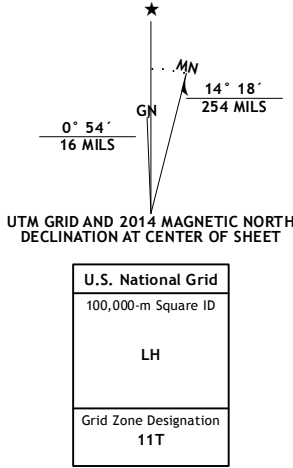 ★
MN
GN
14° 18´
254 MILS
0° 54´
16 MILS
UTM GRID AND 2014 MAGNETIC NORTH
DECLINATION AT CENTER OF SHEET
U.S. National Grid
100,000-m Square ID
LH
Grid Zone Designation
11T